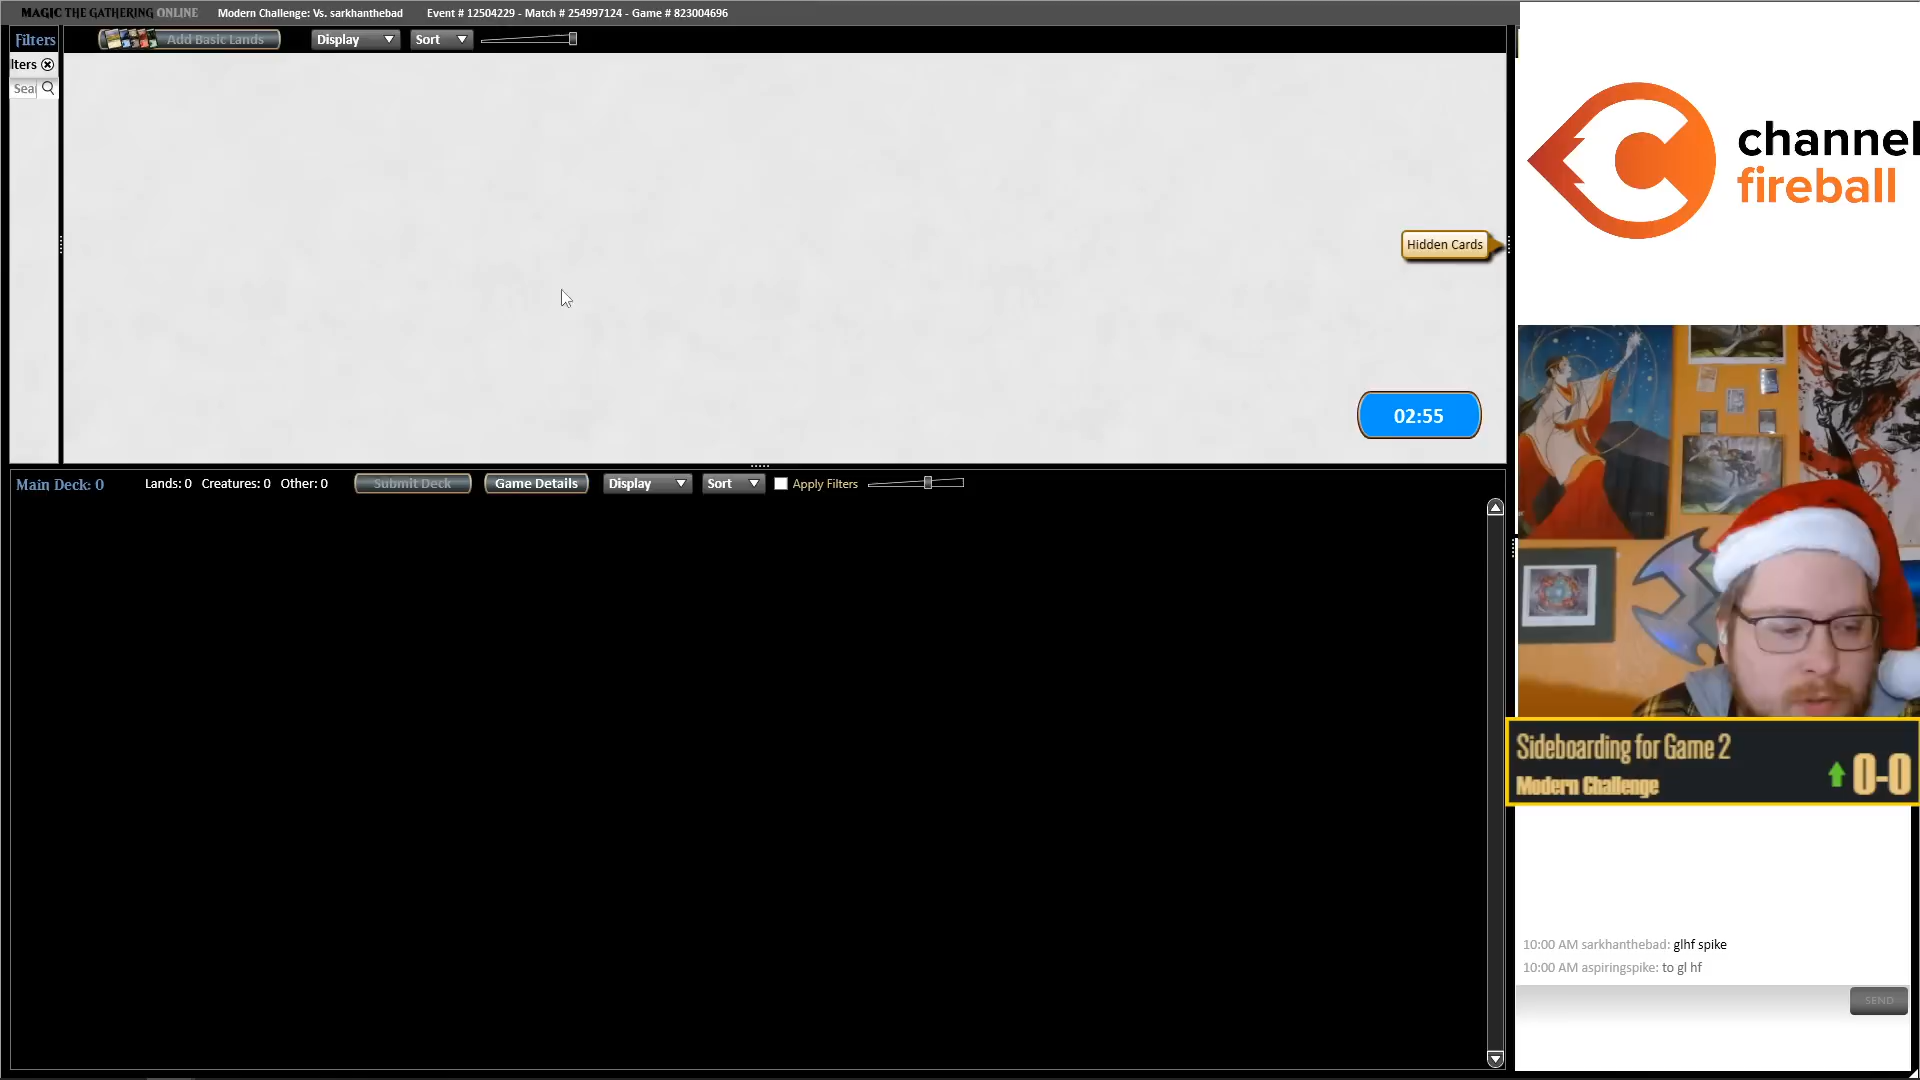 MAGIC THE GATHERING ONLINE Modern Challenge: Vs. sarkhanthebad Event # 12504229 - Match # 254997124 - Game # 823004696
Filters Add Basic Lands Display Sort
lters
Sea
channel
fireball
Hidden Cards
02:55
Main Deck: 0 Lands: 0 Creatures: 0 Other: 0 Submit Deck Game Details Display Sort Apply Filters
Sideboarding for Game 2
Modern Challenge
0-0
10:00 AM sarkhanthebad: glhf spike
10:00 AM aspiringspike: to gl hf
SEND